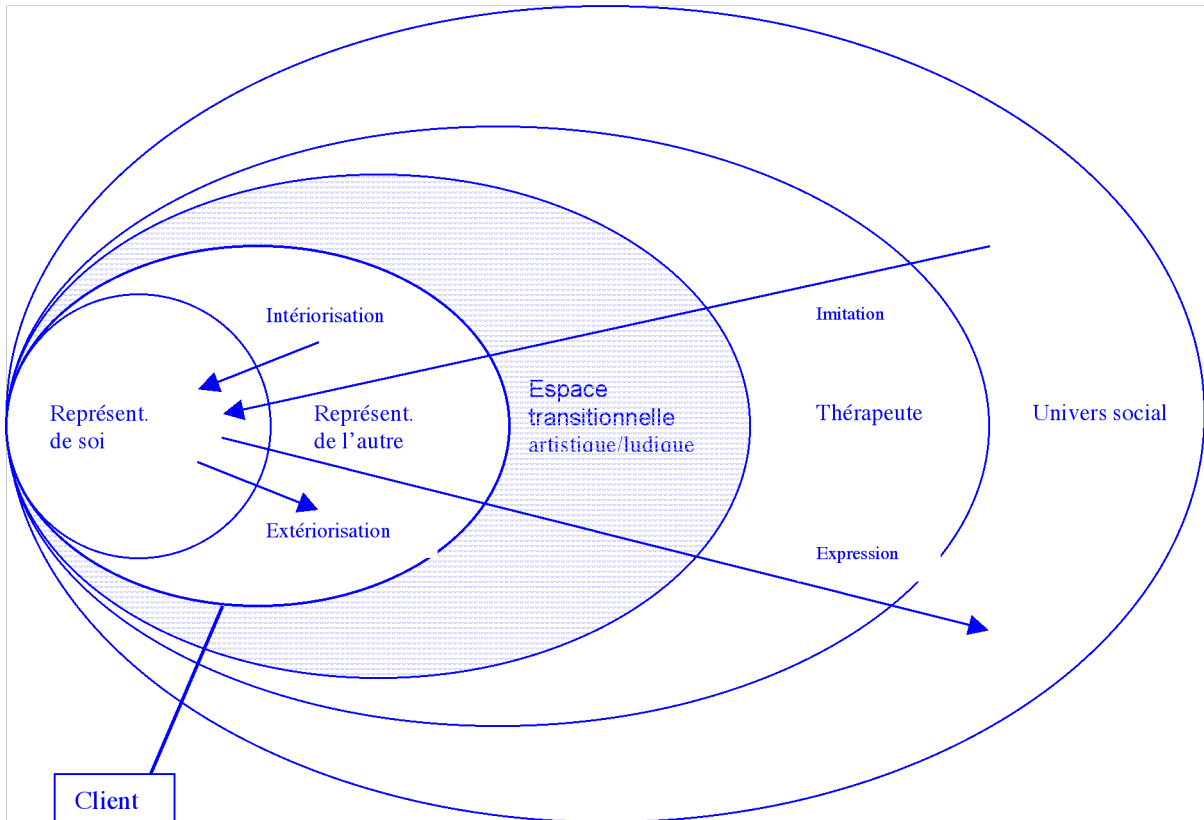 Intériorisation
Imitation
Représent.
de soi
Représent.
de l’autre
Espace
transitionnelle
artistique/ludique
Thérapeute
Univers social
Extériorisation
Expression
Client